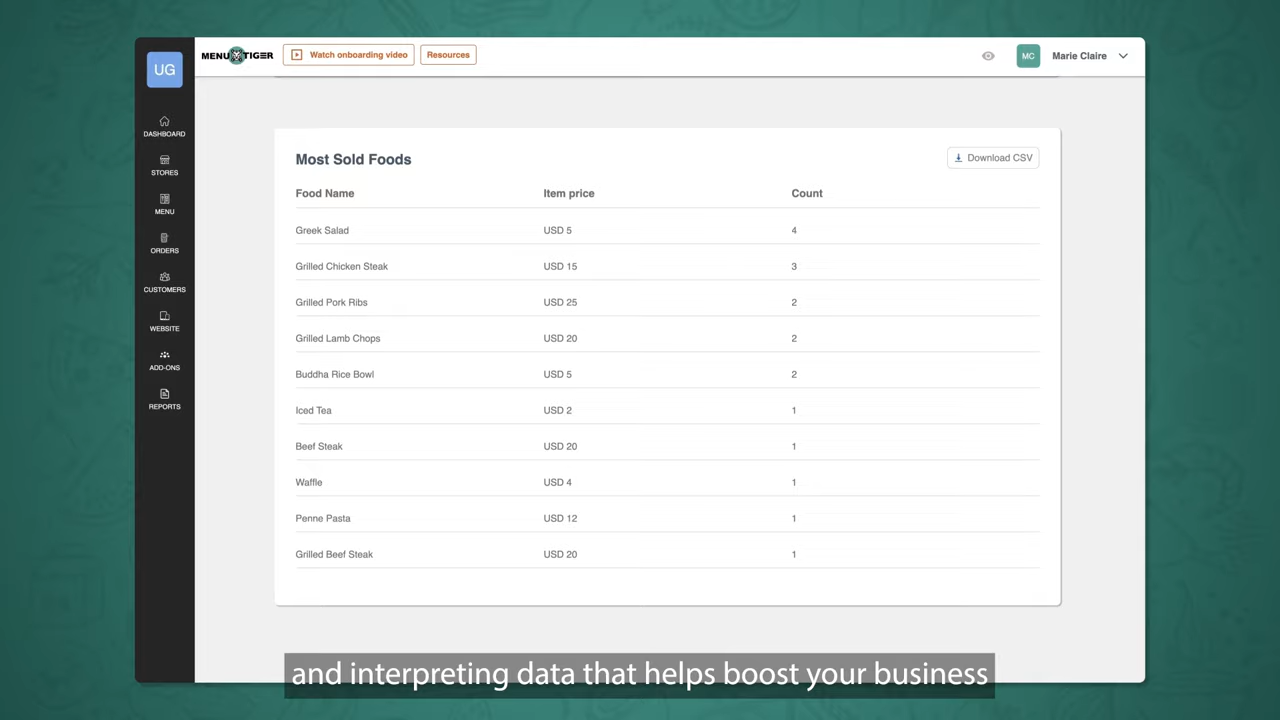 UG
MENU TIGER
Watch onboarding video
Resources
MC
Marie Claire
DASHBOARD
STORES
MENU
ORDERS
CUSTOMERS
WEBSITE
ADD-ONS
REPORTS
Most Sold Foods
Download CSV
Food Name Item price Count
Greek Salad USD 5 4
Grilled Chicken Steak USD 15 3
Grilled Pork Ribs USD 25 2
Grilled Lamb Chops USD 20 2
Buddha Rice Bowl USD 5 2
Iced Tea USD 2 1
Beef Steak USD 20 1
Waffle USD 4 1
Penne Pasta USD 12 1
Grilled Beef Steak USD 20 1
and interpreting data that helps boost your business